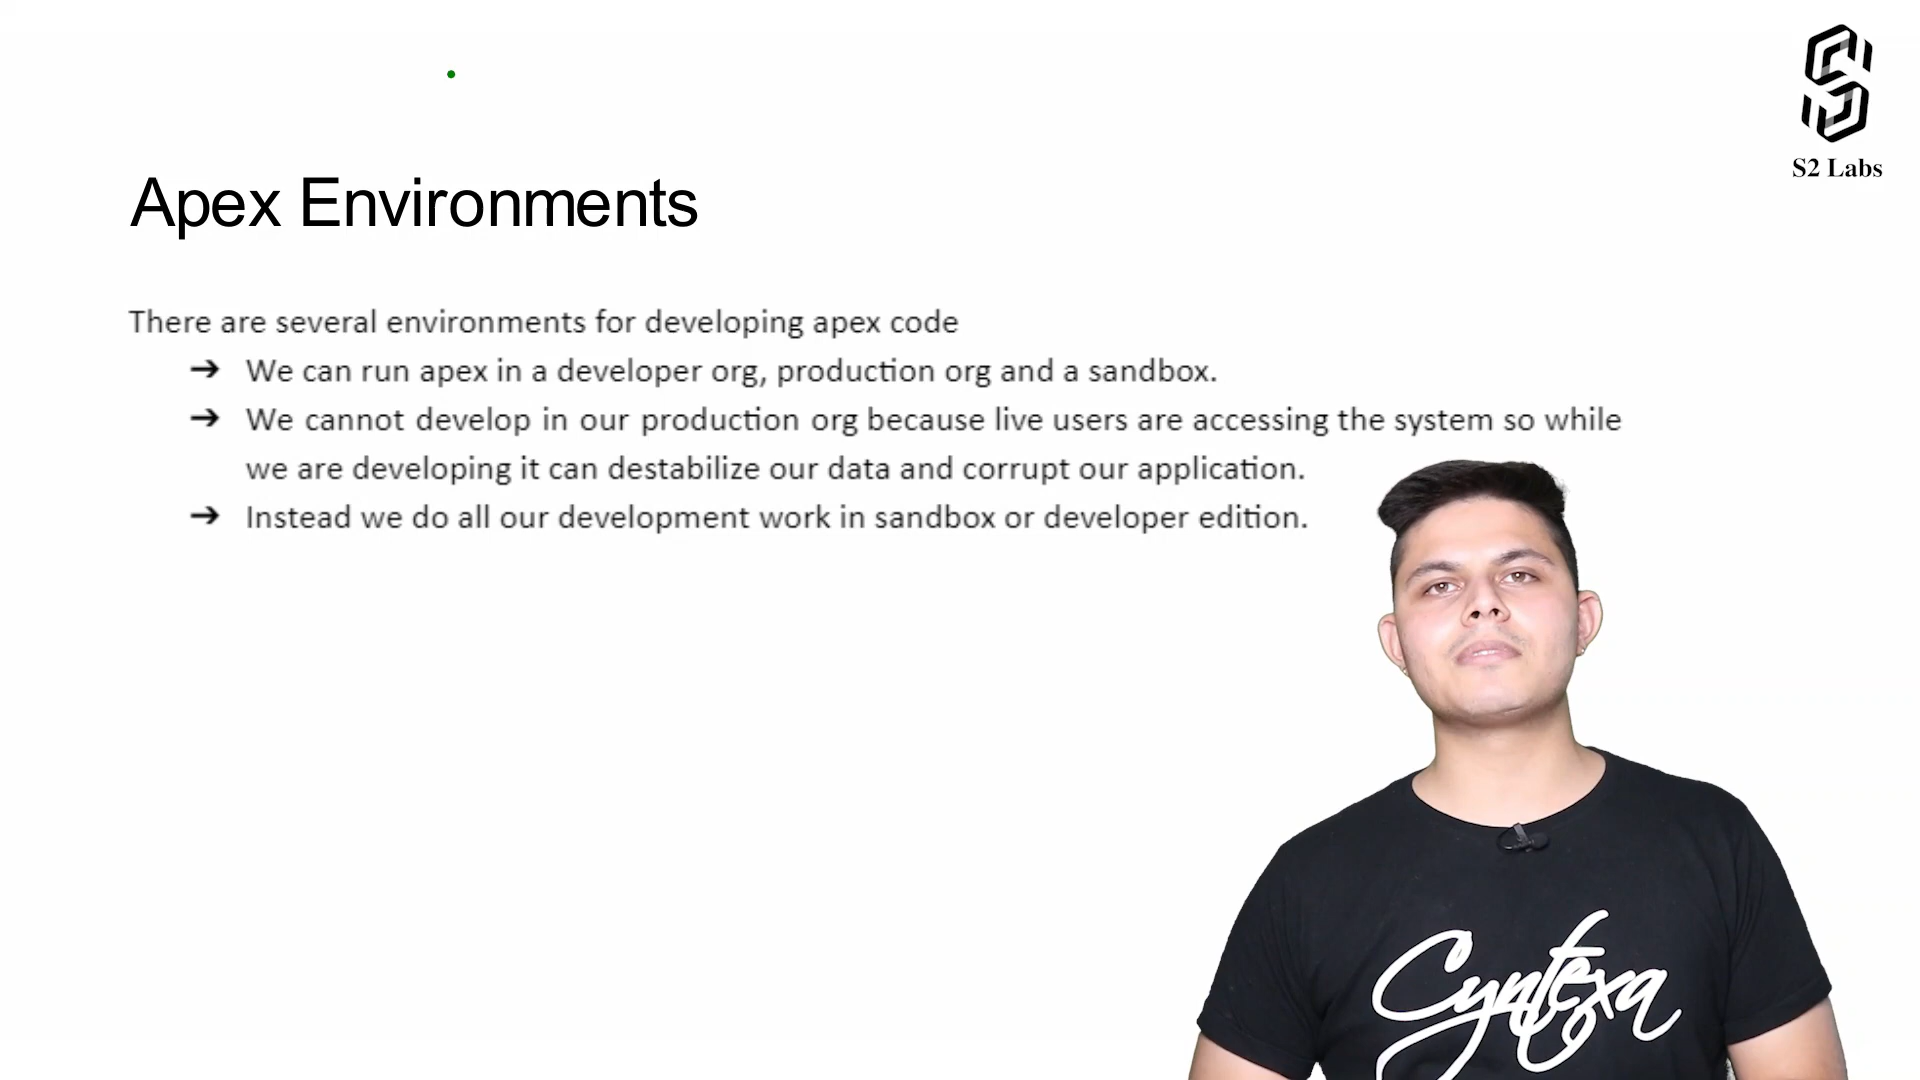 S2 Labs
Apex Environments
There are several environments for developing apex code
➔ We can run apex in a developer org, production org and a sandbox.
➔ We cannot develop in our production org because live users are accessing the system so while
we are developing it can destabilize our data and corrupt our application.
➔ Instead we do all our development work in sandbox or developer edition.
Cyntexa